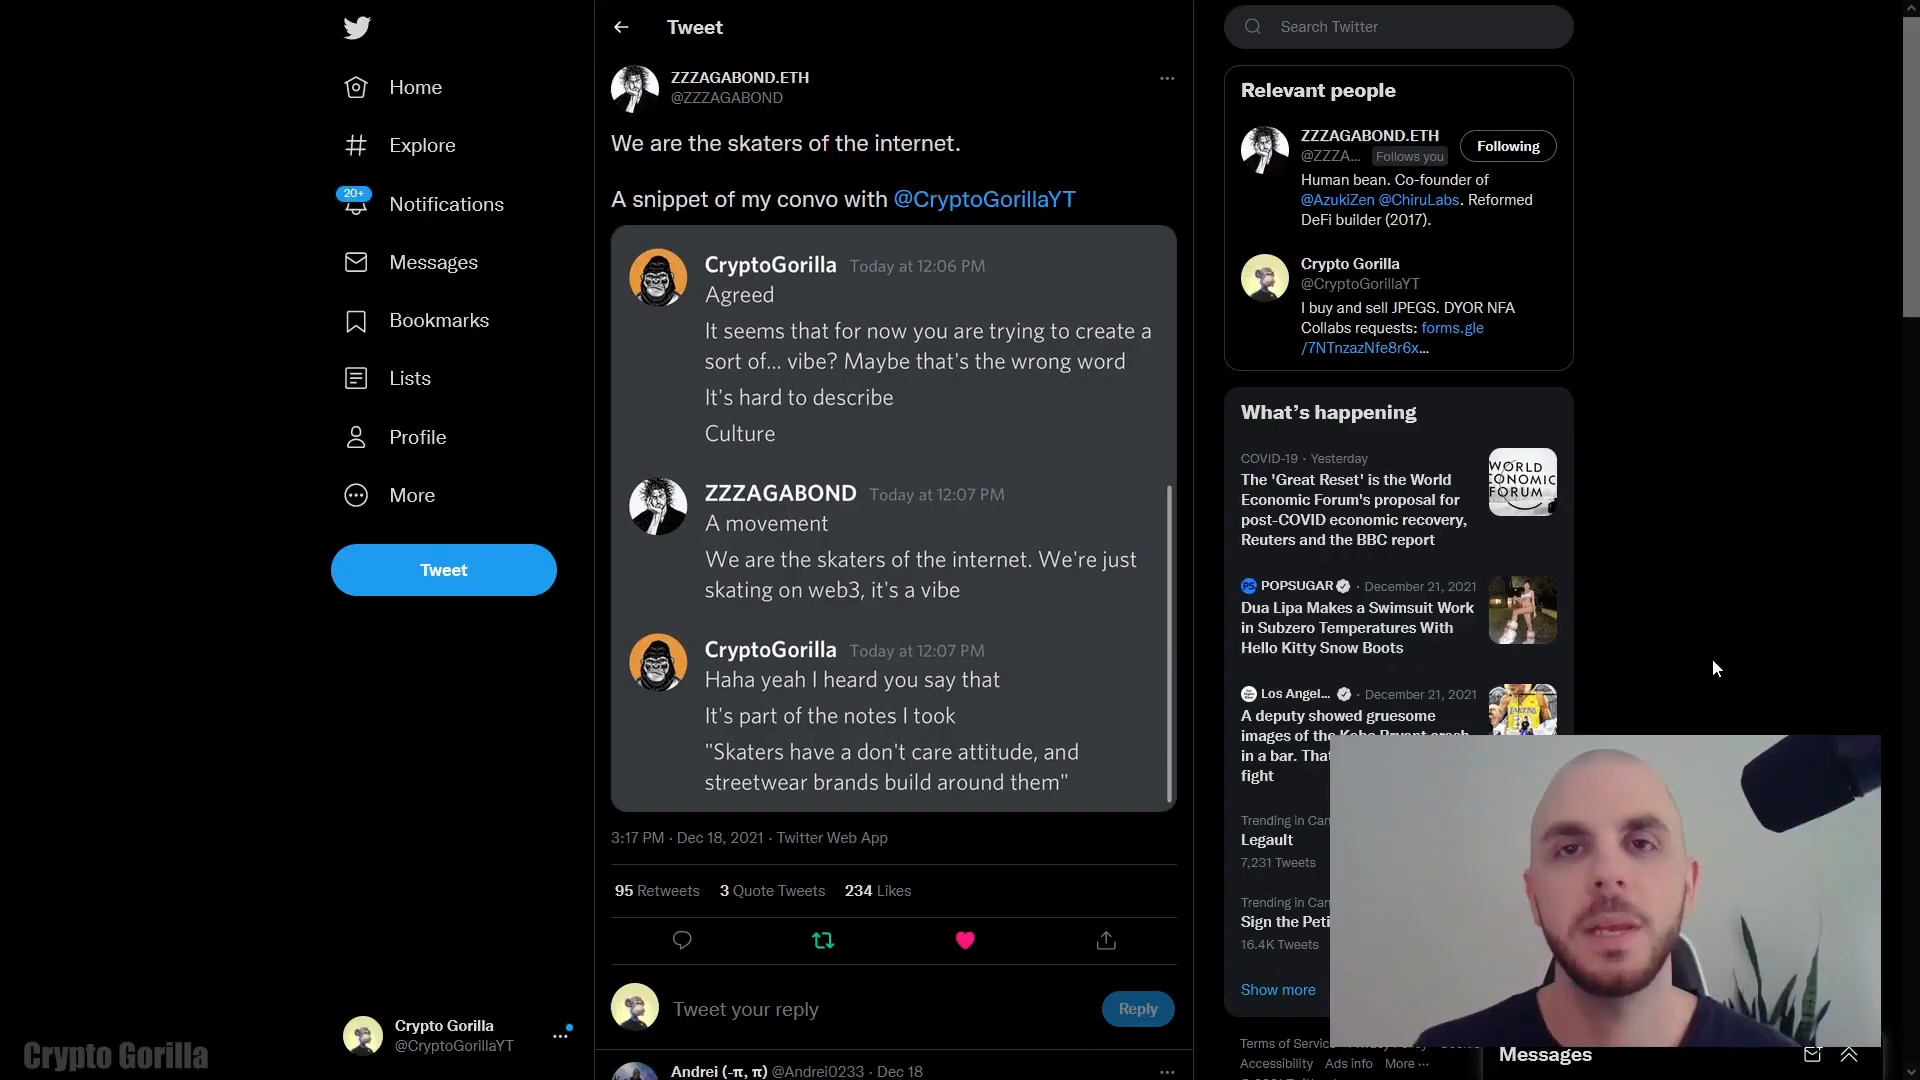 Home
Explore
20+
Notifications
Messages
Bookmarks
Lists
Profile
More
Tweet
Crypto Gorilla
@CryptoGorillaYT
Crypto Gorilla
Tweet
ZZZAGABOND.ETH
@ZZZAGABOND
We are the skaters of the internet.
A snippet of my convo with @CryptoGorillaYT
CryptoGorilla Today at 12:06 PM
Agreed
It seems that for now you are trying to create a
sort of... vibe? Maybe that's the wrong word
It's hard to describe
Culture
ZZZAGABOND Today at 12:07 PM
A movement
We are the skaters of the internet. We're just
skating on web3, it's a vibe
CryptoGorilla Today at 12:07 PM
Haha yeah I heard you say that
It's part of the notes I took
"Skaters have a don't care attitude, and
streetwear brands build around them"
3:17 PM · Dec 18, 2021 · Twitter Web App
95 Retweets 3 Quote Tweets 234 Likes
Tweet your reply
Reply
Andrei (-π, π) @Andrei0233 · Dec 18
Search Twitter
Relevant people
ZZZAGABOND.ETH
@ZZZA... Follows you
Following
Human bean. Co-founder of
@AzukiZen @ChiruLabs. Reformed
DeFi builder (2017).
Crypto Gorilla
@CryptoGorillaYT
I buy and sell JPEGS. DYOR NFA
Collabs requests: forms.gle
/7NTnzazNfe8r6x...
What's happening
COVID-19 · Yesterday
The 'Great Reset' is the World
Economic Forum's proposal for
post-COVID economic recovery,
Reuters and the BBC report
WORLD
ECONOMIC
FORUM
POPSUGAR · December 21, 2021
Dua Lipa Makes a Swimsuit Work
in Subzero Temperatures With
Hello Kitty Snow Boots
Los Angel... · December 21, 2021
A deputy showed gruesome
images of the Kobe Bryant crash
in a bar. That
fight
LAKERS
Trending in Can
Legault
7,231 Tweets
Trending in Can
Sign the Peti
16.4K Tweets
Show more
Terms of Service
Accessibility Ads info More ...
Messages